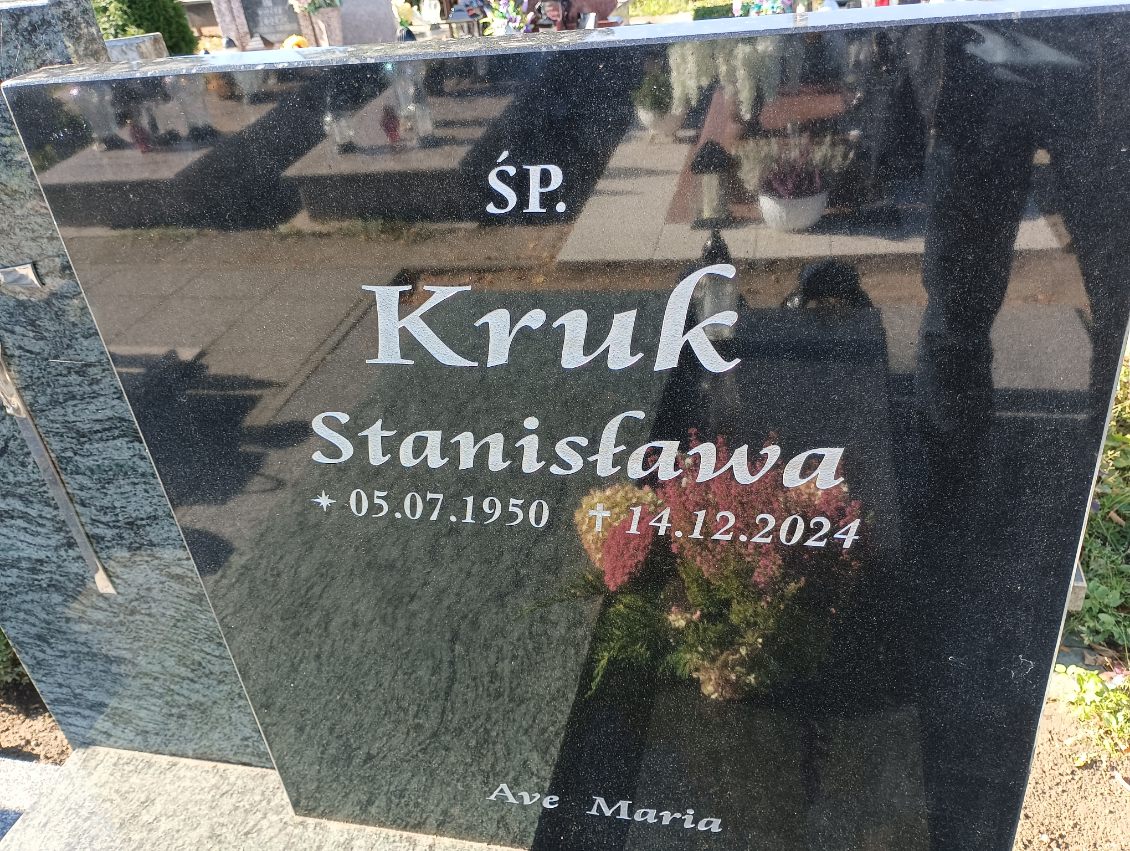 ŚP.
Kruk
Stanisława
* 05.07.1950 ✝ 14.12.2024
Ave Maria